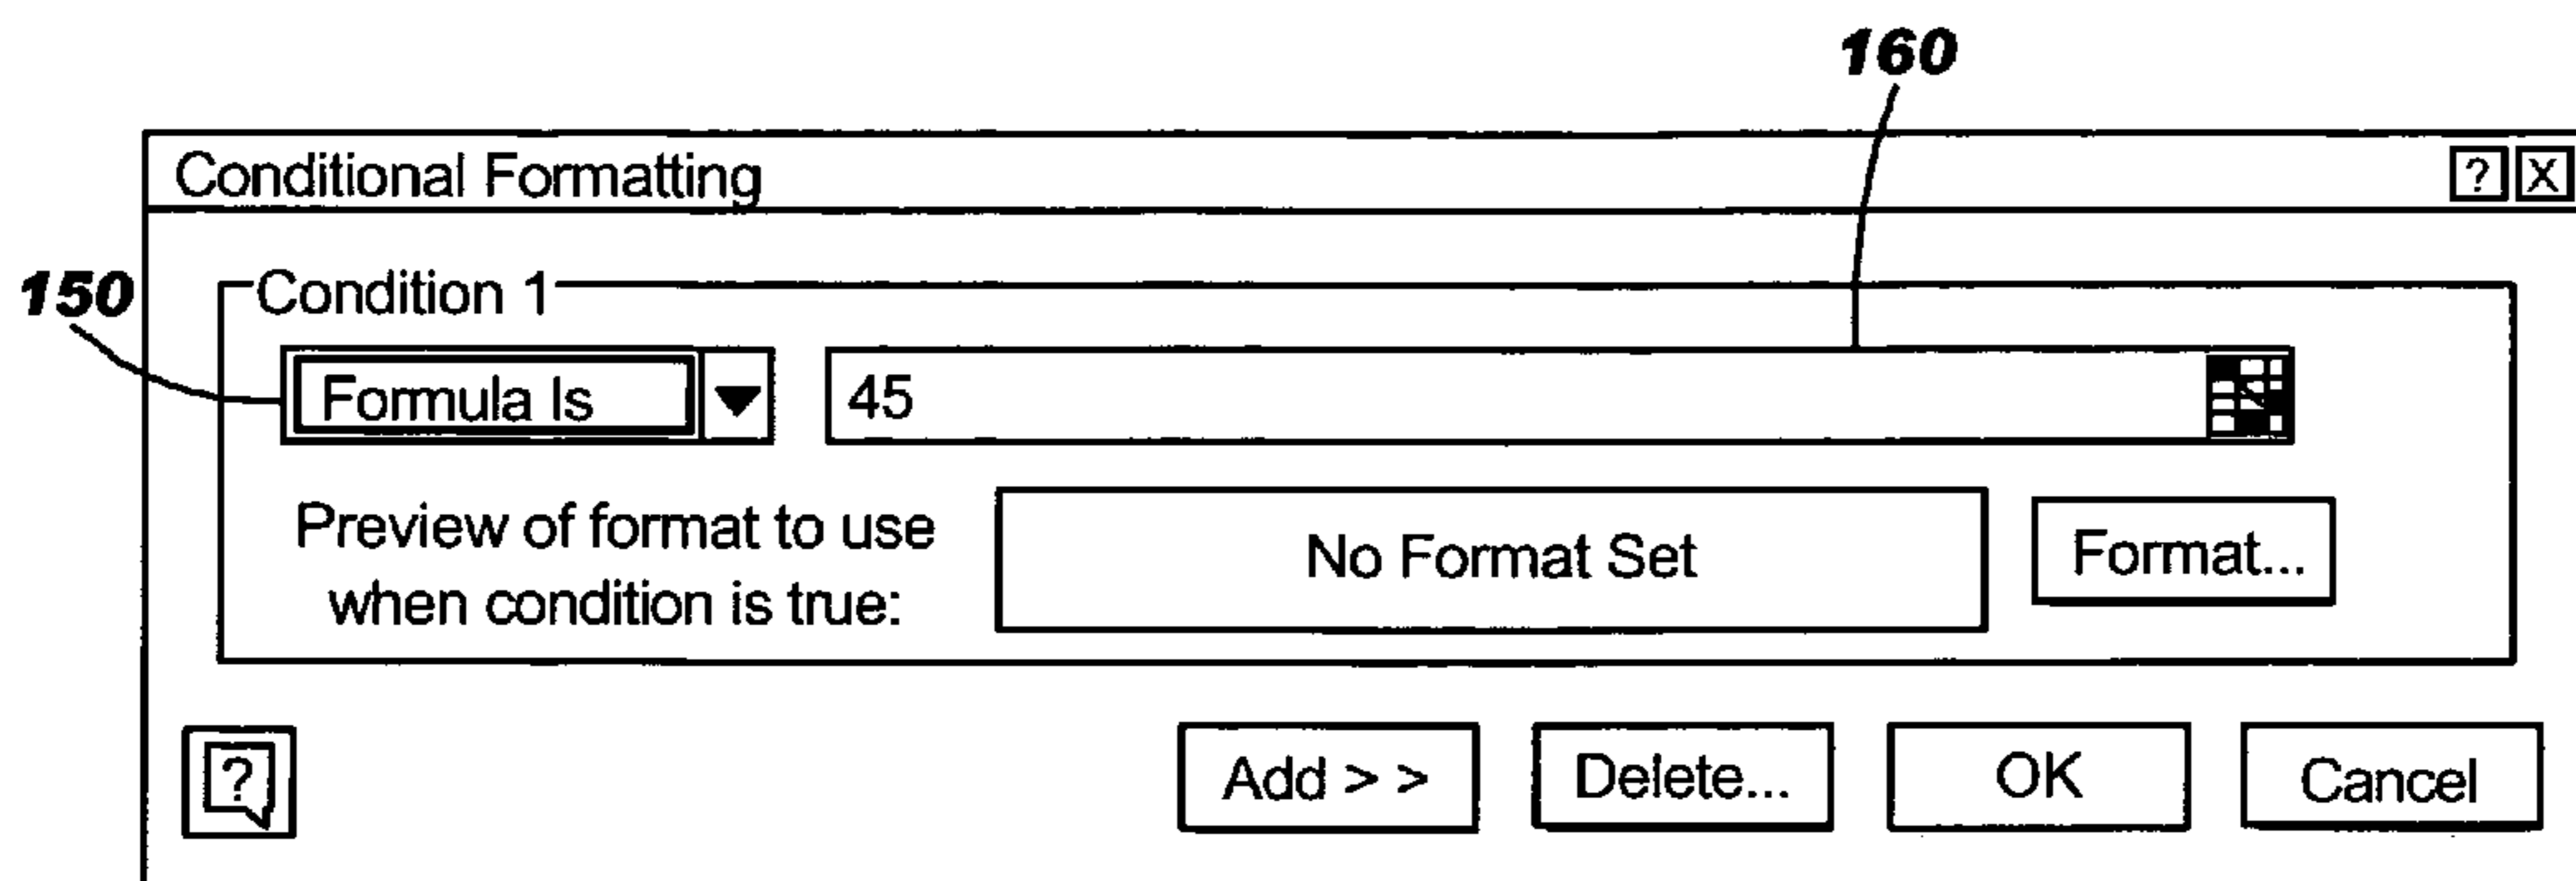 160
Conditional Formatting ? X
150
Condition 1
Formula Is 45
Preview of format to use
when condition is true:
No Format Set
Format...
? Add > > Delete... OK Cancel